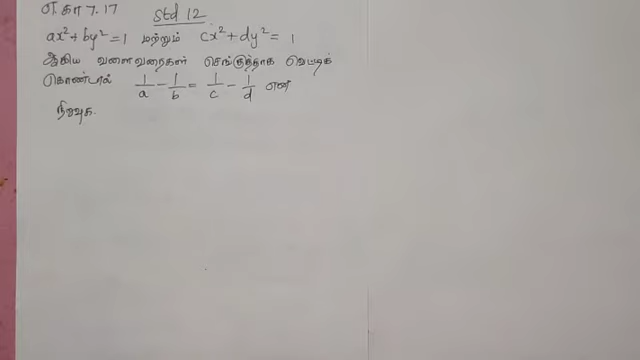 எ.கா 7.17 Std 12
ax²+by²=1 மற்றும் cx²+dy²=1
ஆகிய வளைவரைகள் செங்குத்தாக வெட்டிக்
கொண்டால் 1/a - 1/b = 1/c - 1/d என
நிறுவுக.